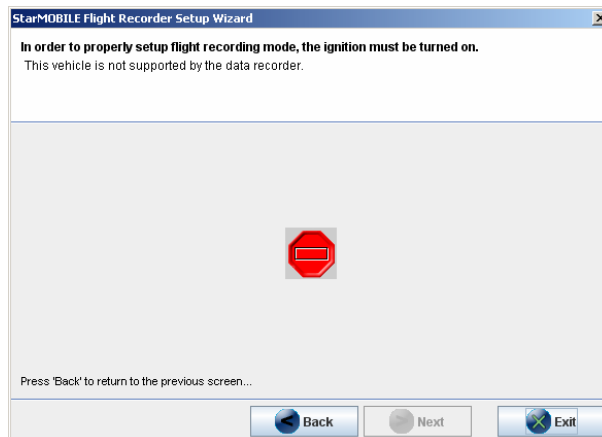 StarMOBILE Flight Recorder Setup Wizard
In order to properly setup flight recording mode, the ignition must be turned on.
This vehicle is not supported by the data recorder.
Press 'Back' to return to the previous screen...
Back
Next
Exit